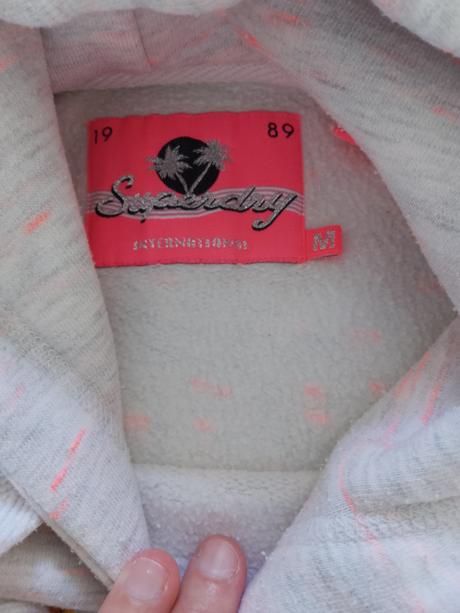 19 89
Superdry
INTERNATIONAL
M